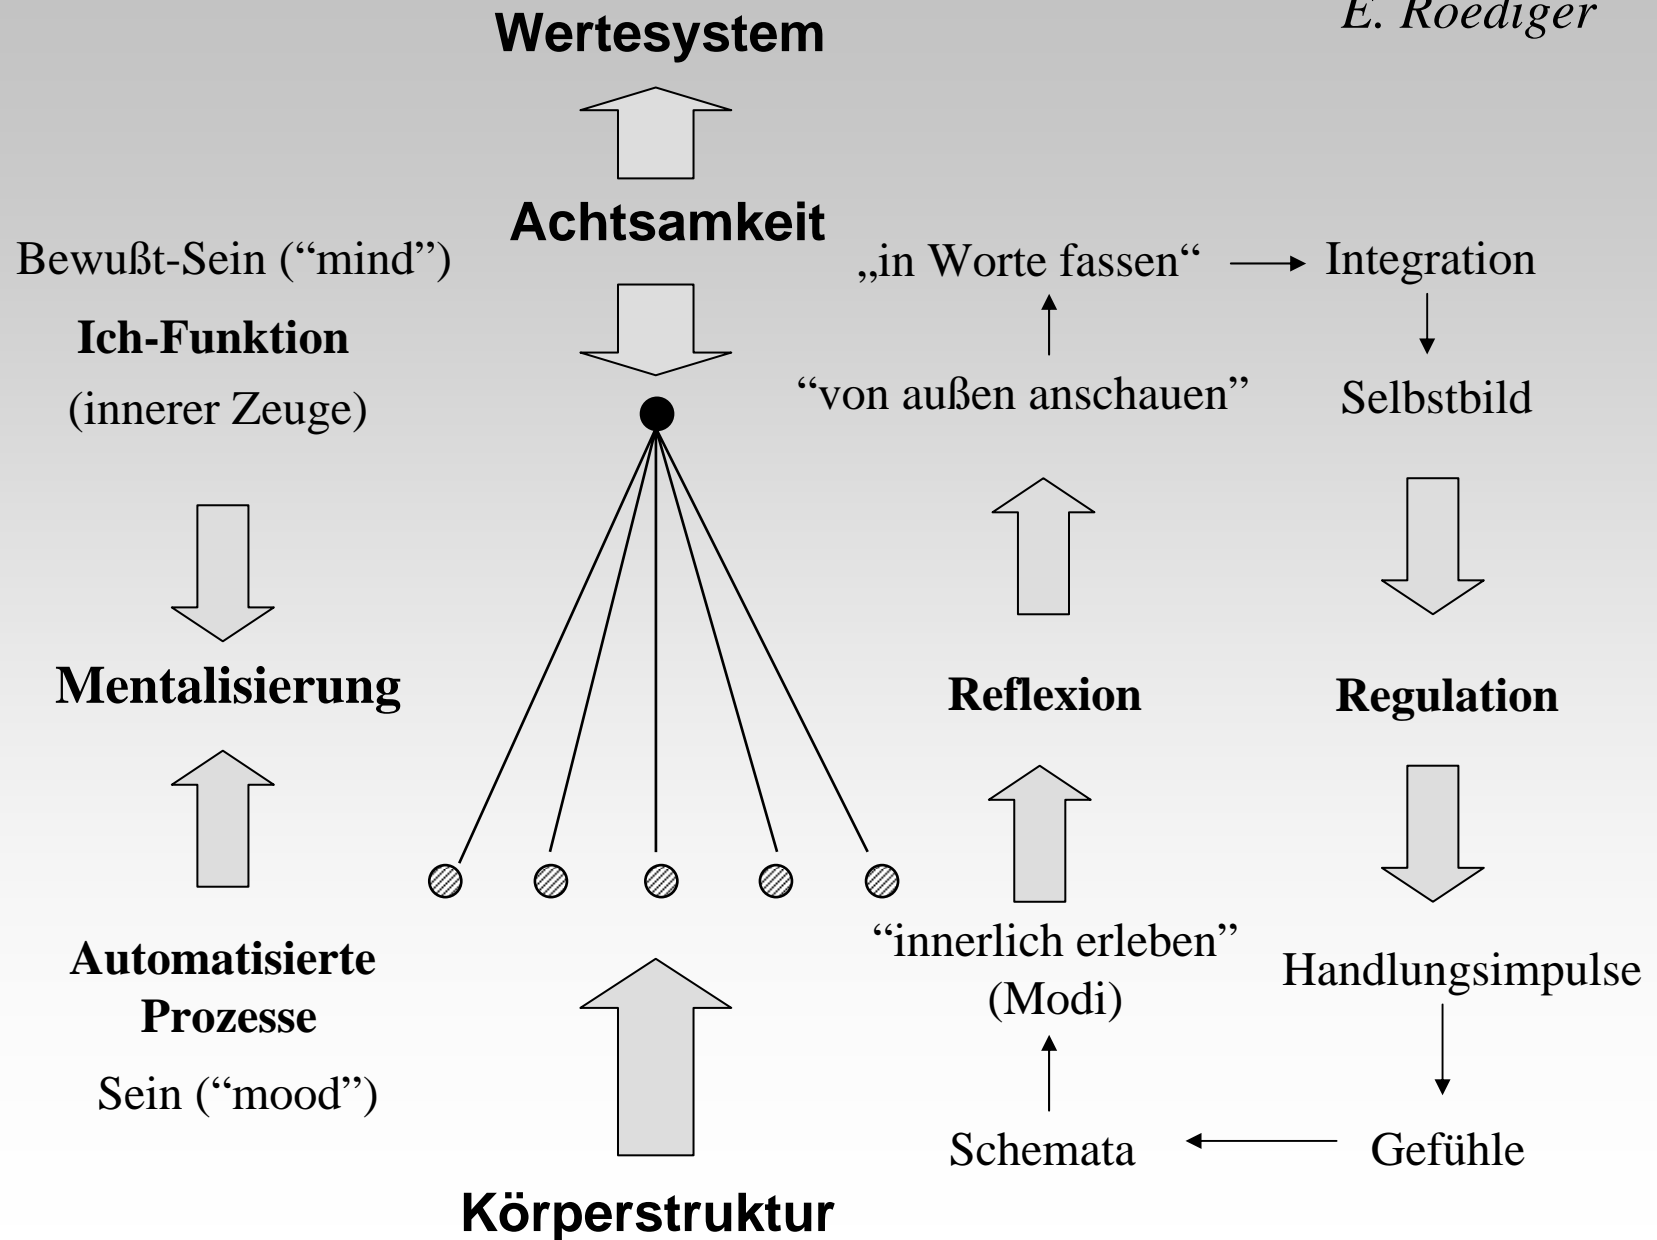 Wertesystem
E. Roediger
Achtsamkeit
Bewußt-Sein (“mind”)
Ich-Funktion
(innerer Zeuge)
Mentalisierung
Automatisierte
Prozesse
Sein (“mood”)
Körperstruktur
„in Worte fassen“
Integration
“von außen anschauen”
Selbstbild
Reflexion
Regulation
“innerlich erleben”
(Modi)
Handlungsimpulse
Schemata
Gefühle